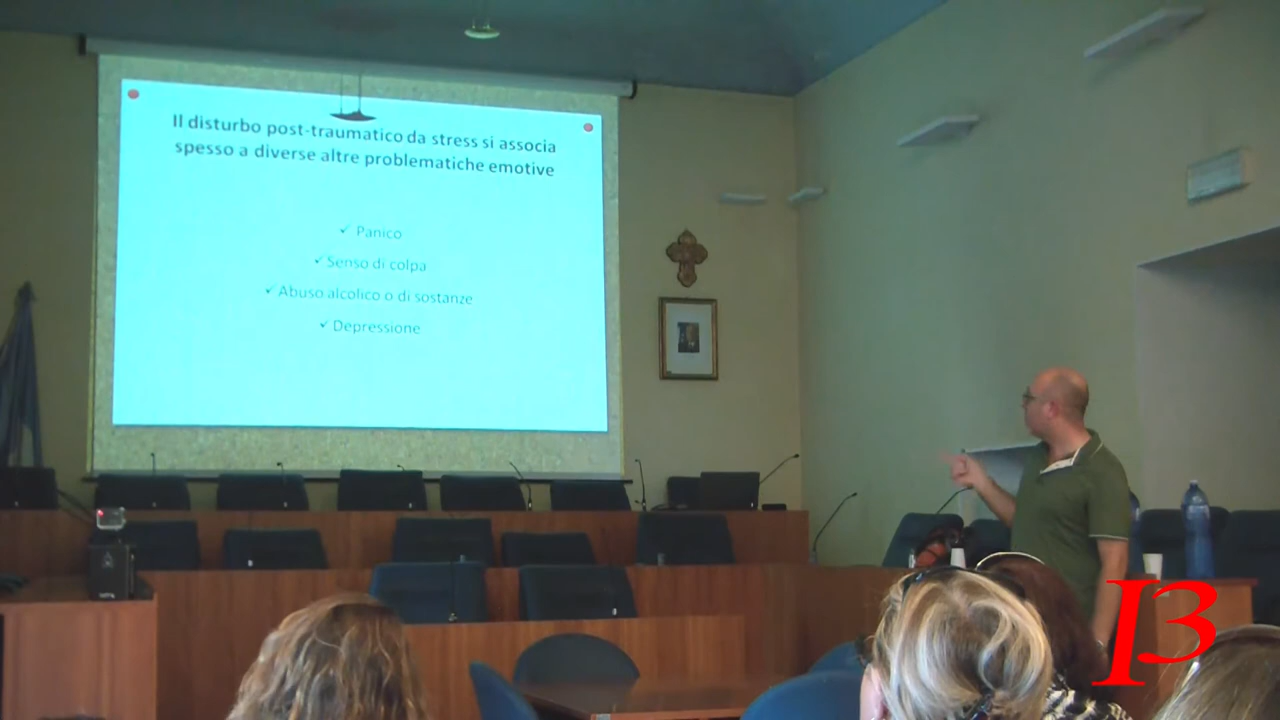 Il disturbo post-traumatico da stress si associa
spesso a diverse altre problematiche emotive
✓ Panico
✓ Senso di colpa
✓ Abuso alcolico o di sostanze
✓ Depressione
13